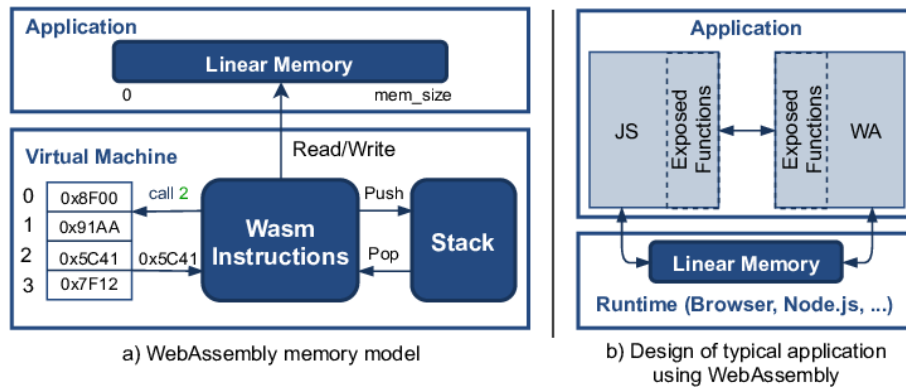 Application
Linear Memory
0 mem_size
Read/Write
Virtual Machine
0 0x8F00
1 0x91AA
2 0x5C41
3 0x7F12
call 2
0x5C41
Wasm
Instructions
Push
Pop
Stack
a) WebAssembly memory model
Application
JS
Exposed
Functions
Exposed
Functions
WA
Linear Memory
Runtime (Browser, Node.js, ...)
b) Design of typical application
using WebAssembly